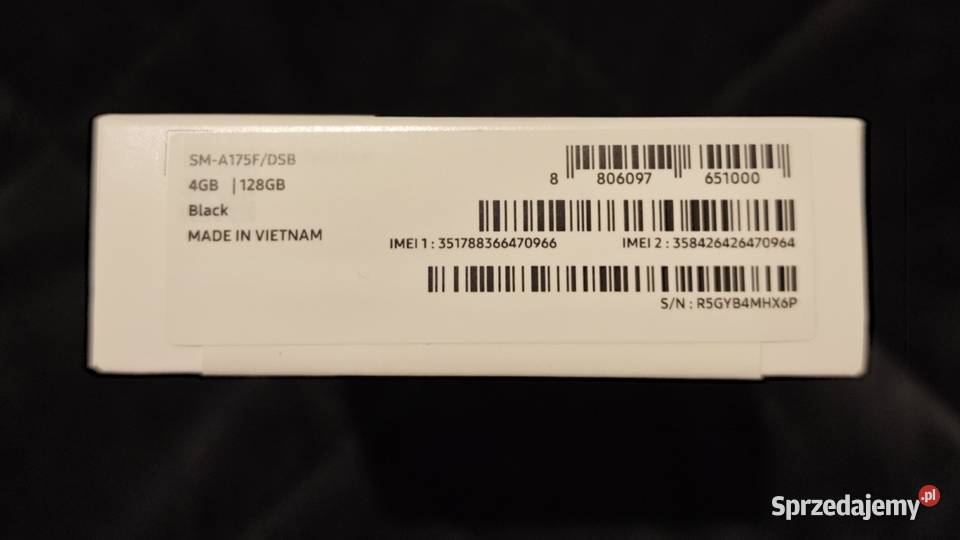 SM-A175F/DSB
4GB | 128GB
Black
MADE IN VIETNAM
8 806097 651000
IMEI 1 : 351788366470966
IMEI 2 : 358426426470964
S/N : R5GYB4MHX6P
Sprzedajemy.pl